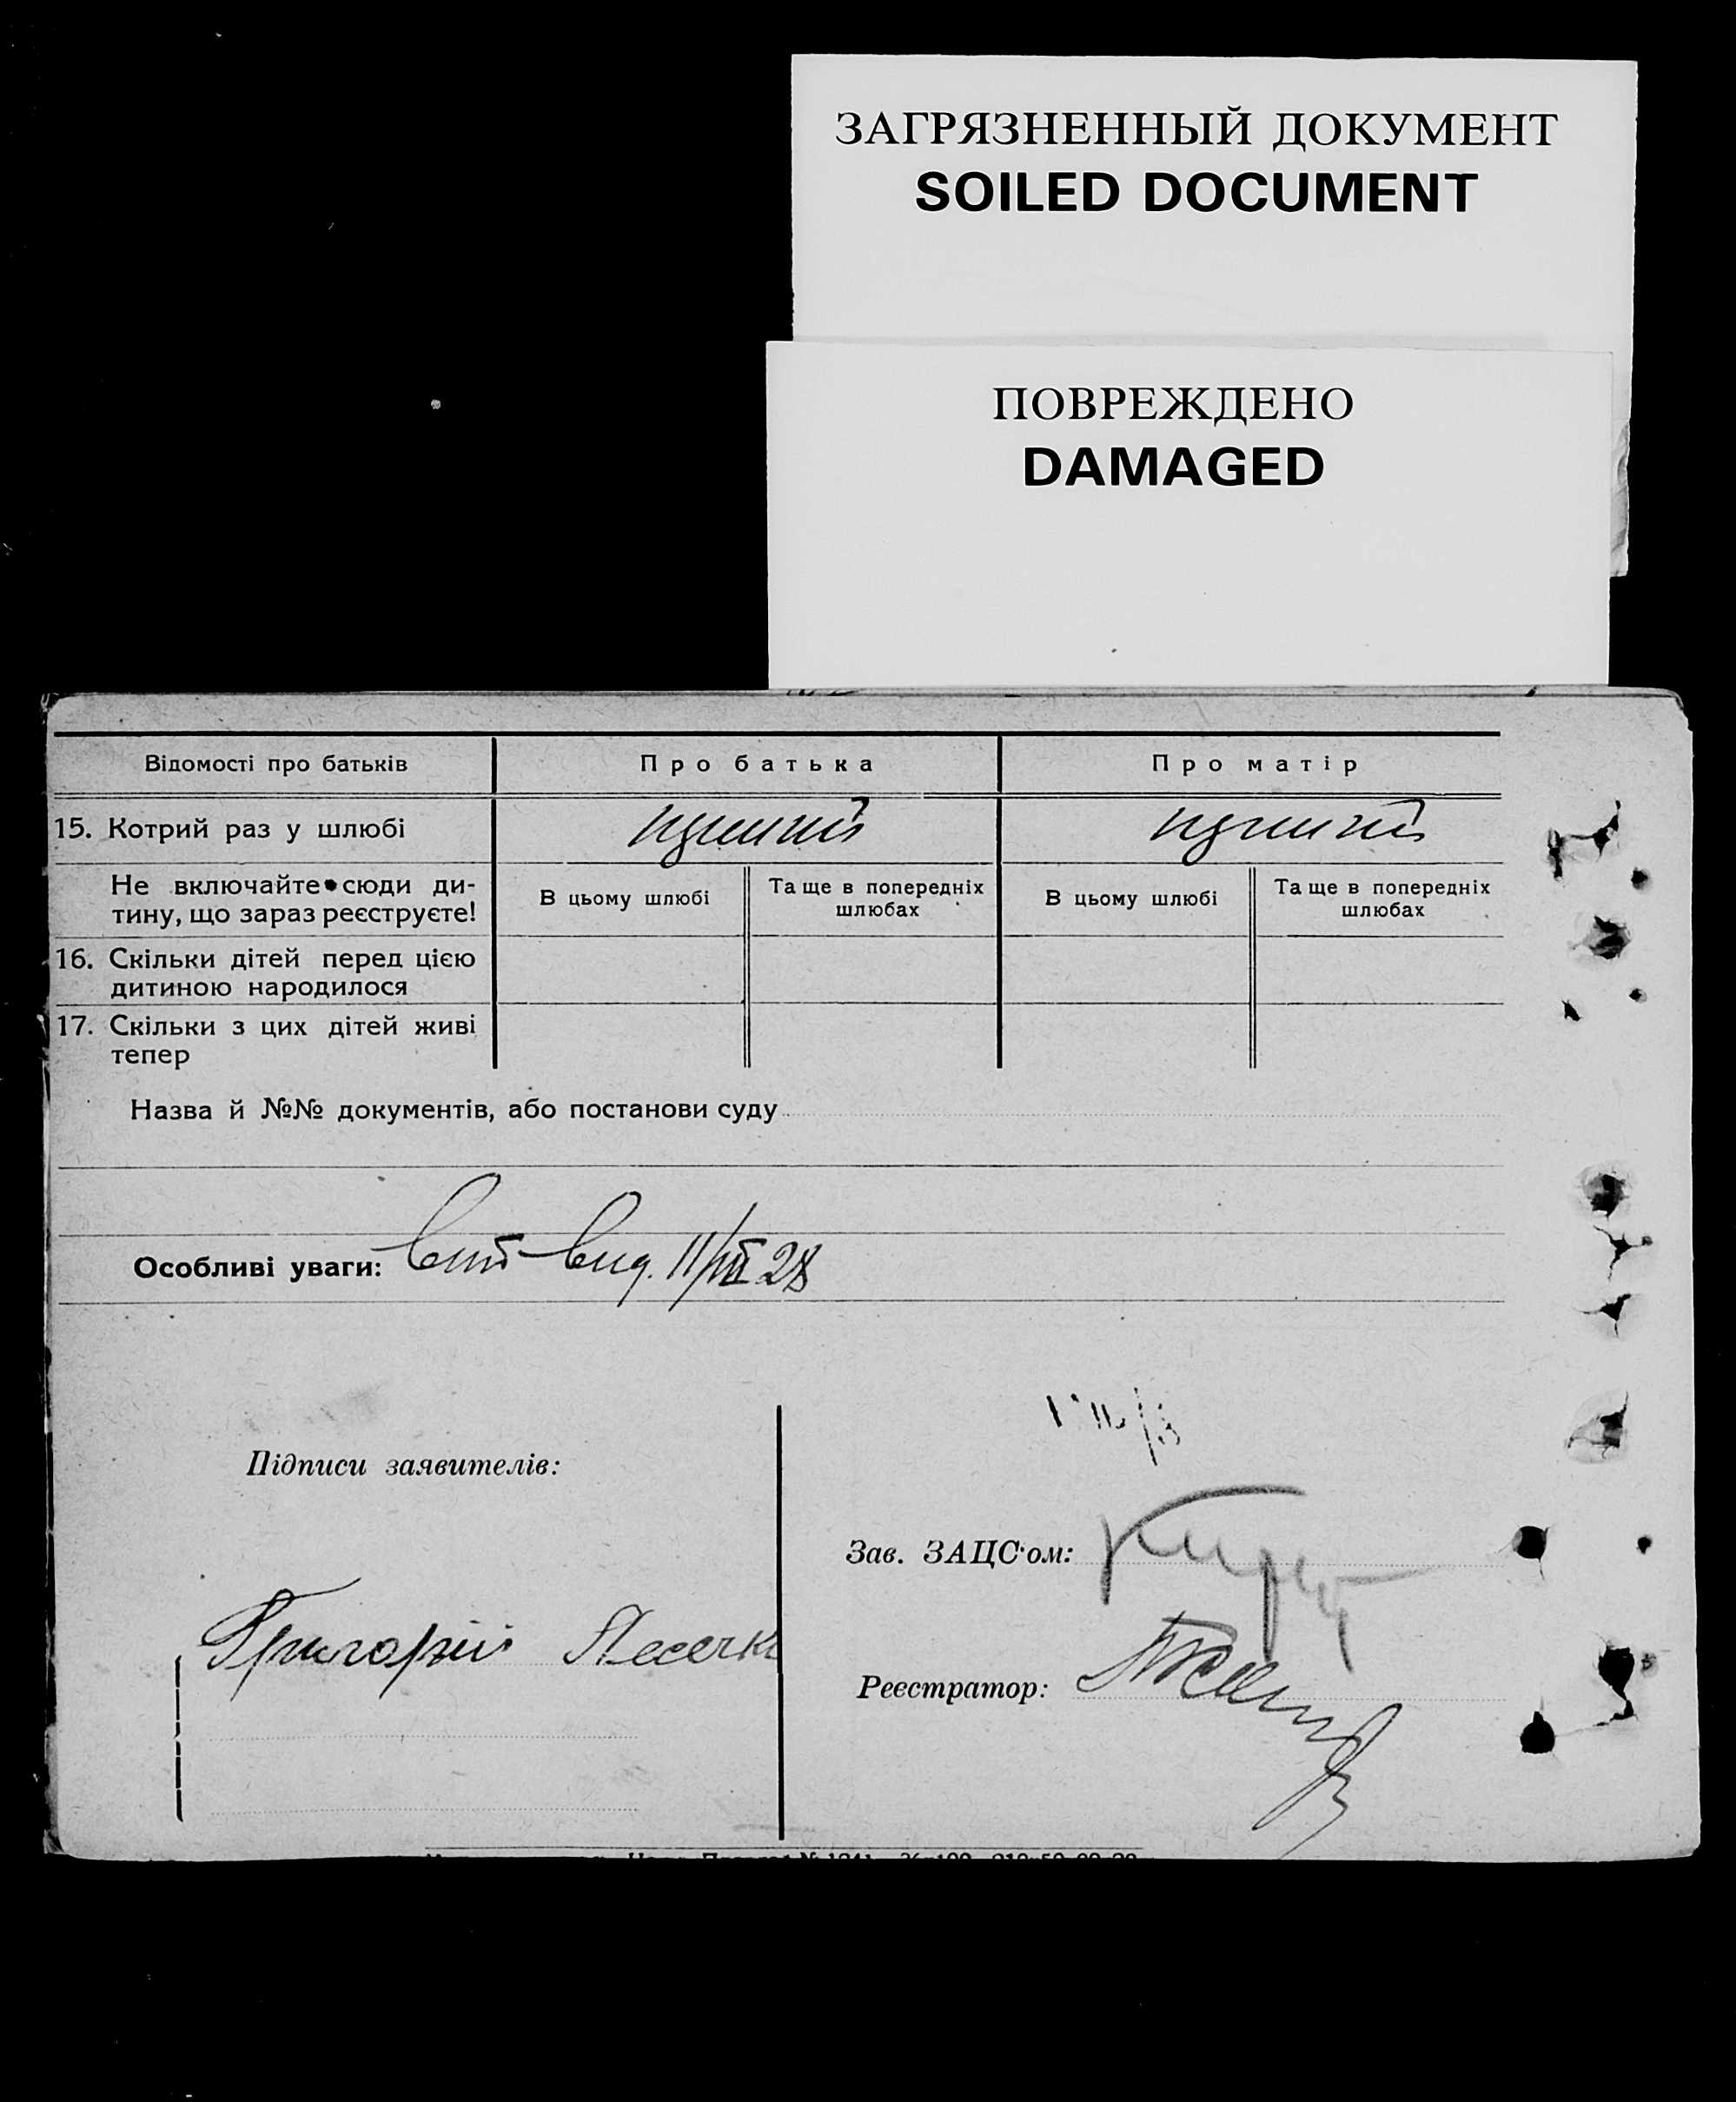 ЗАГРЯЗНЕННЫЙ ДОКУМЕНТ
SOILED DOCUMENT
ПОВРЕЖДЕНО
DAMAGED
Відомості про батьків
Про батька
Про матір
15. Котрий раз у шлюбі
Не включайте сюди ди-
тину, що зараз реєструєте!
В цьому шлюбі
Та ще в попередніх
шлюбах
В цьому шлюбі
Та ще в попередніх
шлюбах
16. Скільки дітей перед цією
дитиною народилося
17. Скільки з цих дітей живі
тепер
Назва й №№ документів, або постанови суду
Особливі уваги:
Підписи заявителів:
Зав. ЗАЦС'ом:
Григорій
Реєстратор: